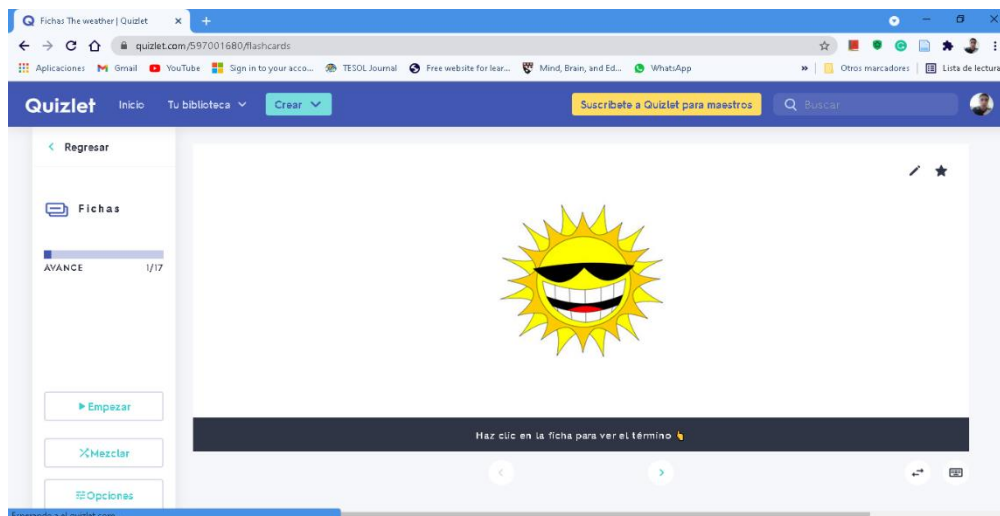 Fichas The weather | Quizlet
quizlet.com/597001680/flashcards
Aplicaciones Gmail YouTube Sign in to your acco... TESOL Journal Free website for lear... Mind, Brain, and Ed... WhatsApp » Otros marcadores Lista de lectura
Quizlet Inicio Tu biblioteca Crear Suscríbete a Quizlet para maestros Buscar
Regresar
Fichas
AVANCE 1/17
Empezar
Haz clic en la ficha para ver el término
Mezclar
Opciones